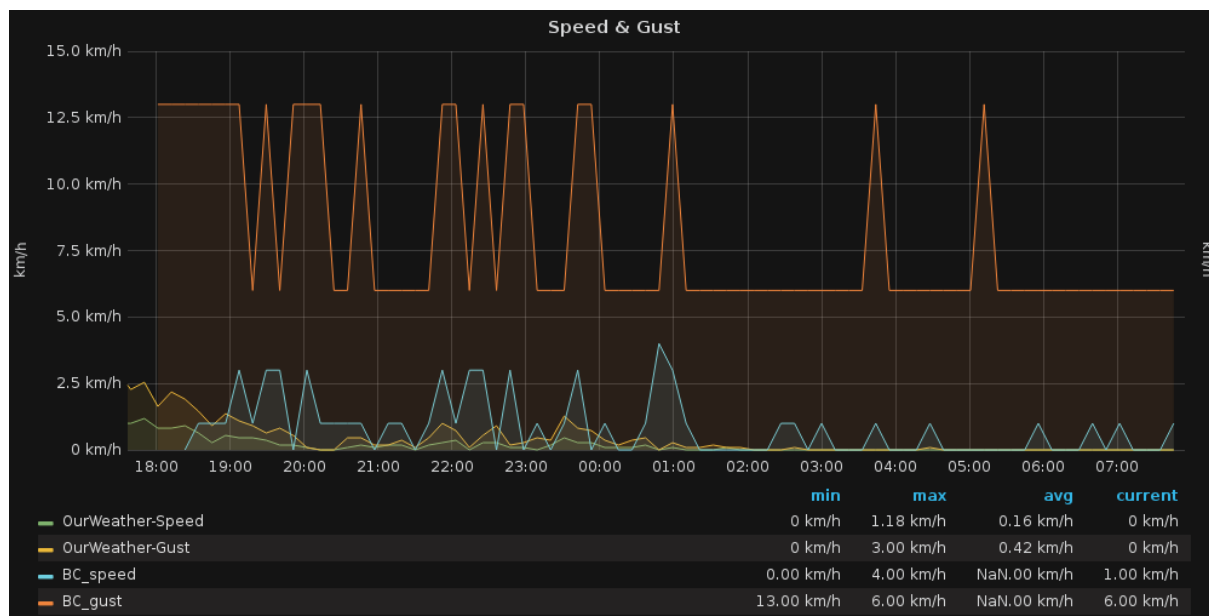 Speed & Gust
15.0 km/h
12.5 km/h
10.0 km/h
7.5 km/h
5.0 km/h
2.5 km/h
0 km/h
km/h
km/h
18:00 19:00 20:00 21:00 22:00 23:00 00:00 01:00 02:00 03:00 04:00 05:00 06:00 07:00
min max avg current
OurWeather-Speed 0 km/h 1.18 km/h 0.16 km/h 0 km/h
OurWeather-Gust 0 km/h 3.00 km/h 0.42 km/h 0 km/h
BC_speed 0.00 km/h 4.00 km/h NaN.00 km/h 1.00 km/h
BC_gust 13.00 km/h 6.00 km/h NaN.00 km/h 6.00 km/h